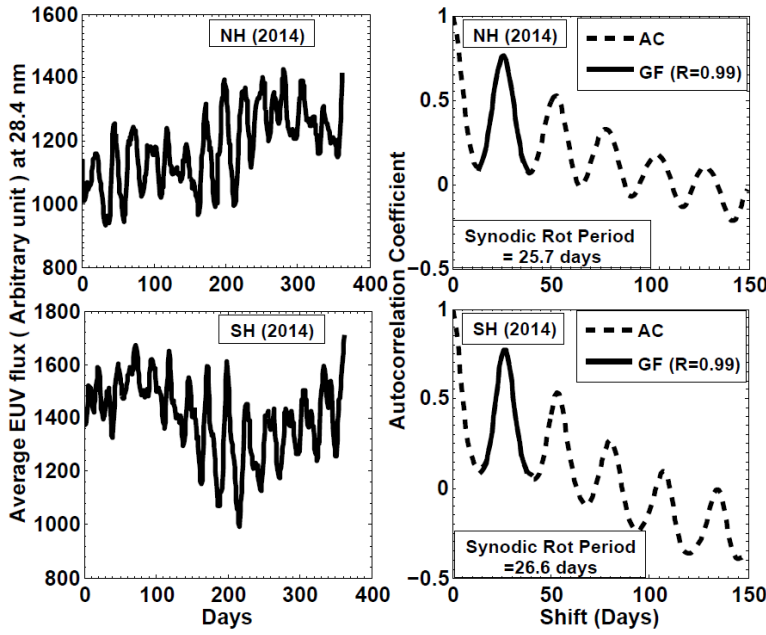 Average EUV flux ( Arbitrary unit ) at 28.4 nm
1600
1400
1200
1000
800
NH (2014)
0
100
200
300
400
1
0.5
0
−0.5
NH (2014)
AC
GF (R=0.99)
Synodic Rot Period
= 25.7 days
0
50
100
150
Autocorrelation Coefficient
1800
1600
1400
1200
1000
800
SH (2014)
0
100
200
300
400
Days
1
0.5
0
−0.5
SH (2014)
AC
GF (R=0.99)
Synodic Rot Period
=26.6 days
0
50
100
150
Shift (Days)